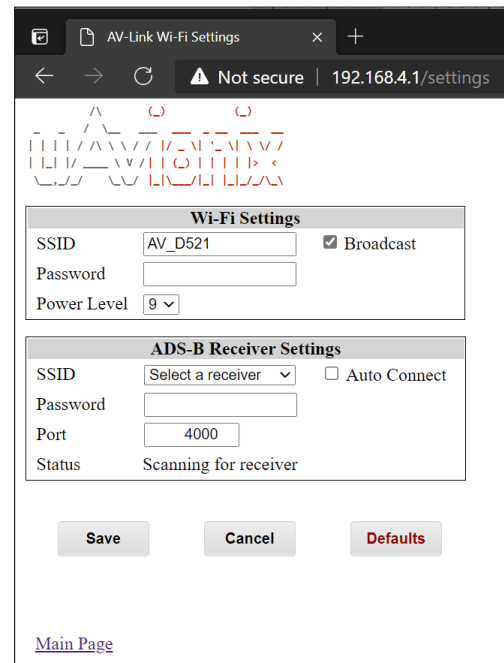 AV-Link Wi-Fi Settings
Not secure | 192.168.4.1/settings
uAvionix
Wi-Fi Settings
SSID AV_D521 Broadcast
Password
Power Level 9
ADS-B Receiver Settings
SSID Select a receiver Auto Connect
Password
Port 4000
Status Scanning for receiver
Save Cancel Defaults
Main Page